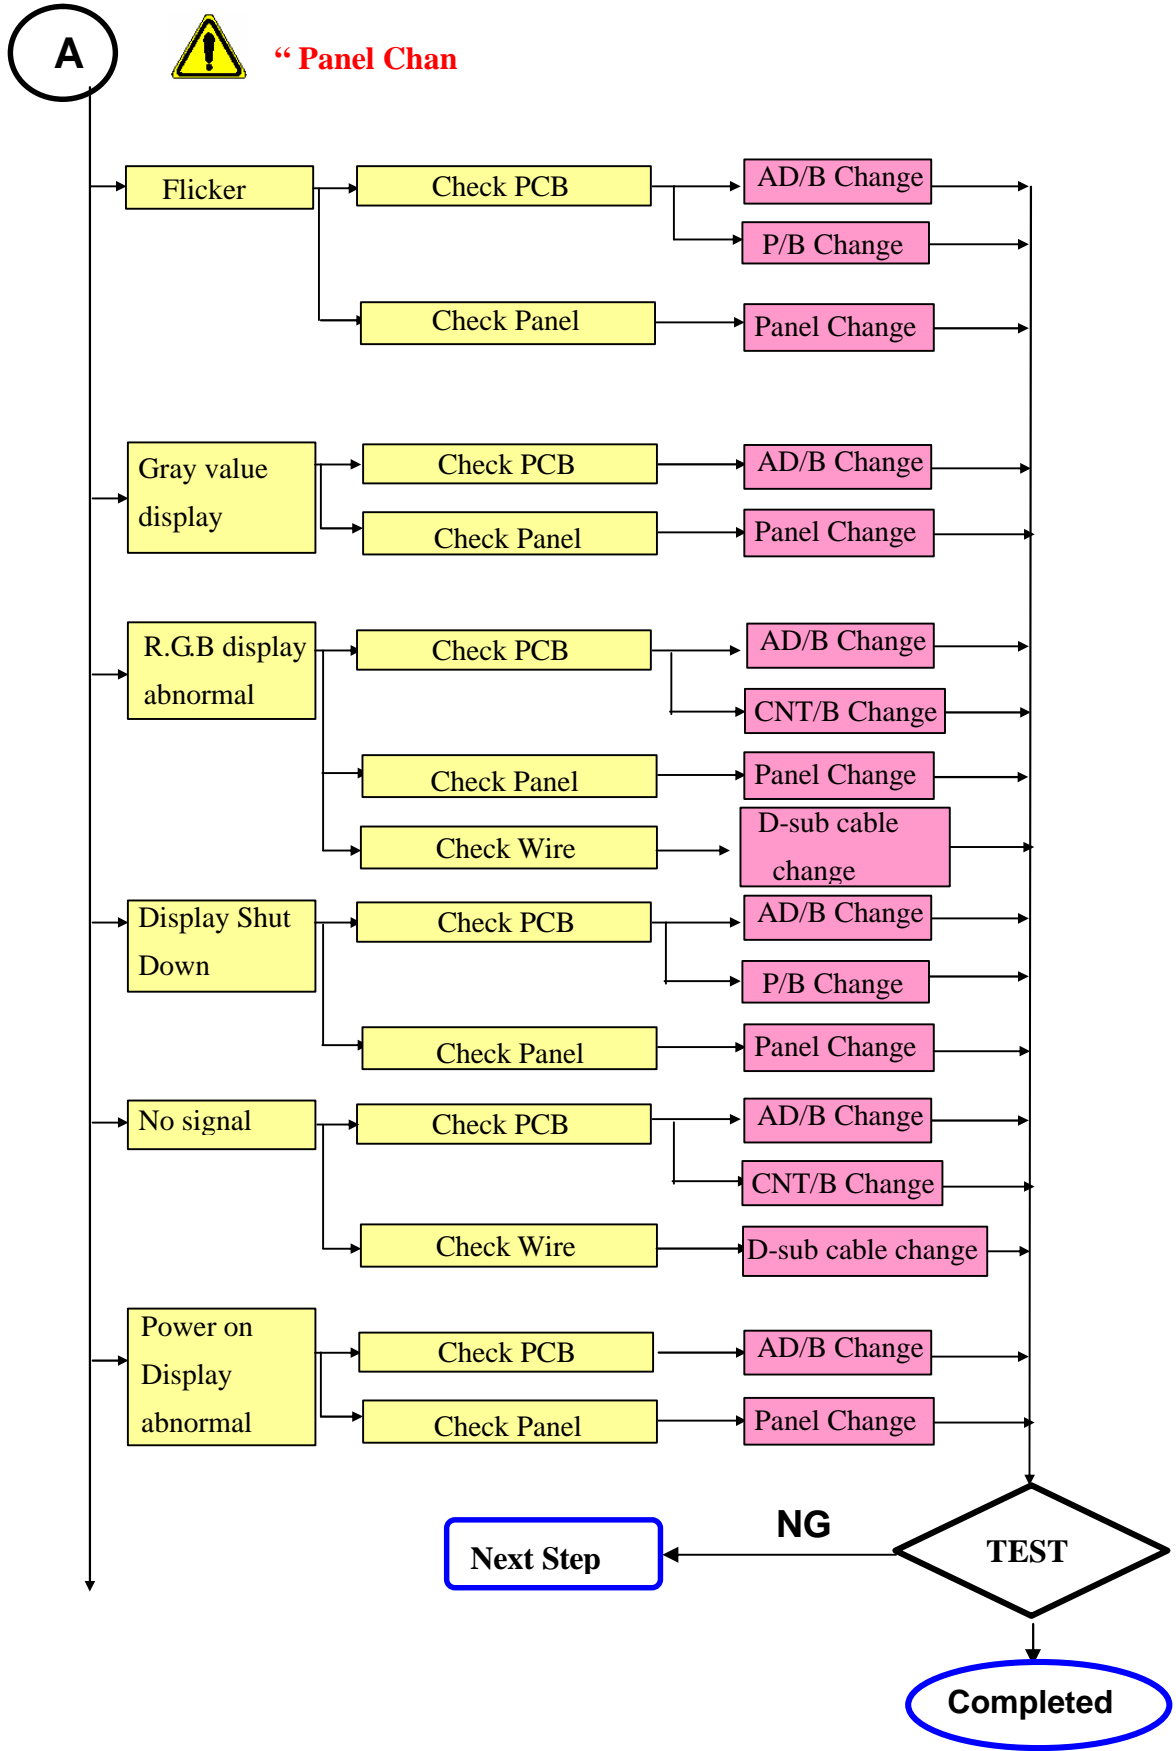 A
“ Panel Chan
Flicker
Check PCB
AD/B Change
P/B Change
Check Panel
Panel Change
Gray value
display
Check PCB
AD/B Change
Check Panel
Panel Change
R.G.B display
abnormal
Check PCB
AD/B Change
CNT/B Change
Check Panel
Panel Change
Check Wire
D-sub cable
change
Display Shut
Down
Check PCB
AD/B Change
P/B Change
Check Panel
Panel Change
No signal
Check PCB
AD/B Change
CNT/B Change
Check Wire
D-sub cable change
Power on
Display
abnormal
Check PCB
AD/B Change
Check Panel
Panel Change
NG
TEST
Next Step
Completed